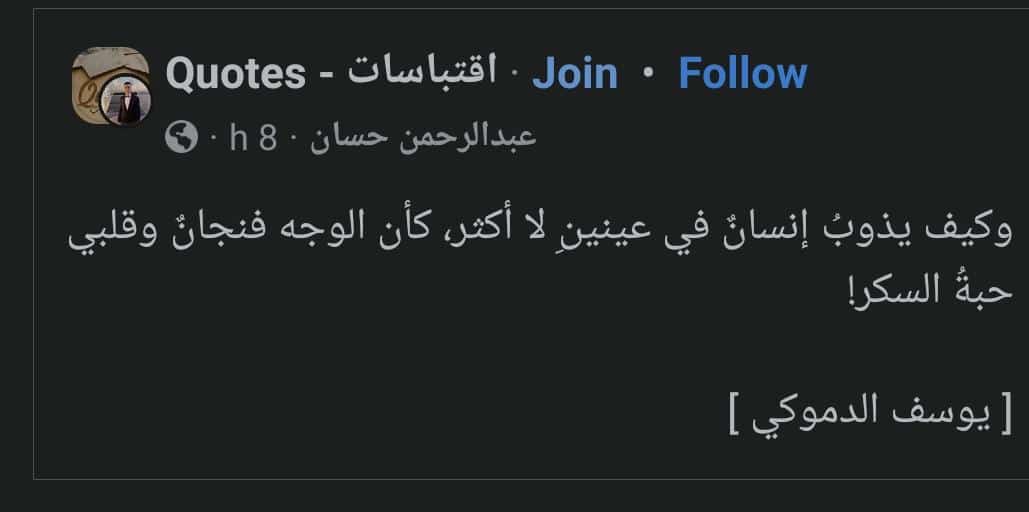 Quotes - اقتباسات · Join • Follow
عبدالرحمن حسان · 8 h ·
وكيف يذوبُ إنسانٌ في عينينِ لا أكثر، كأن الوجه فنجانٌ وقلبي
حبةُ السكر!
[ يوسف الدموكي ]